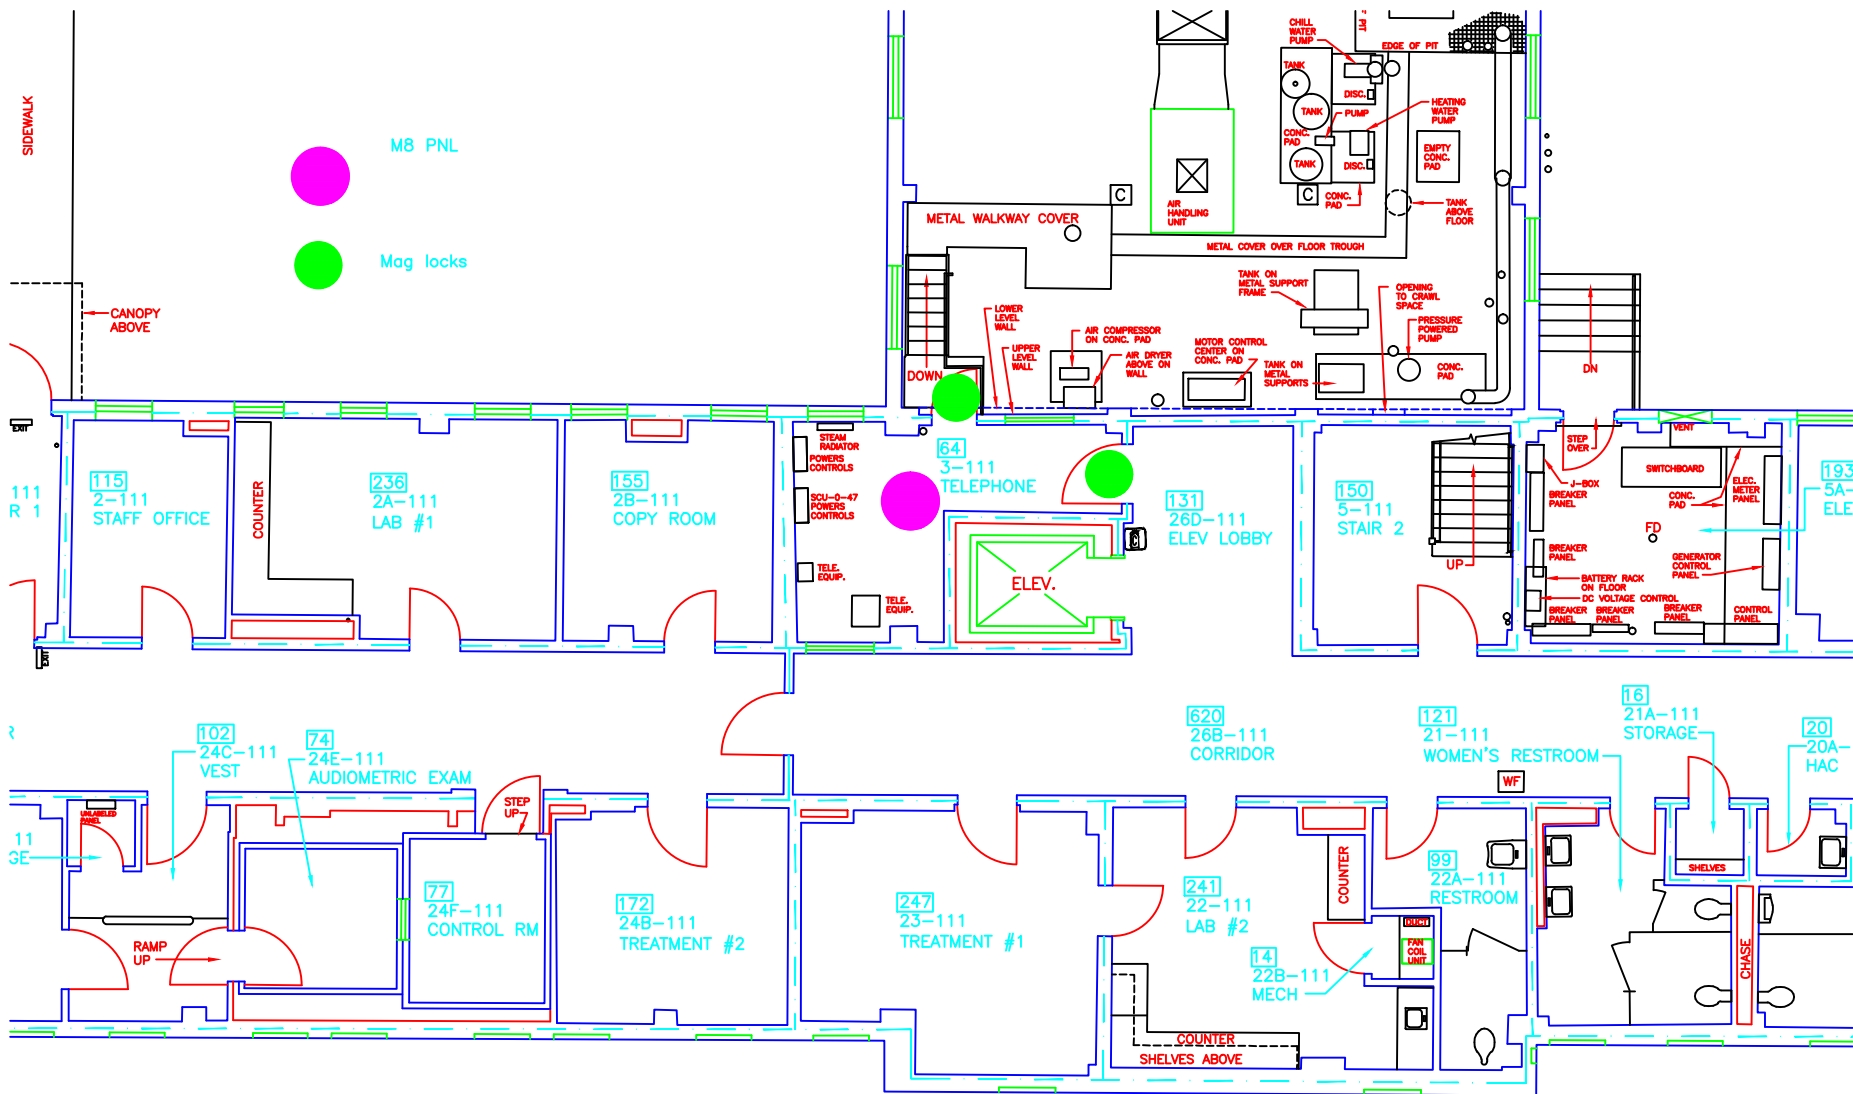 SIDEWALK
M8 PNL
Mag locks
CANOPY
ABOVE
EXIT
CHILL
WATER
PUMP
PIT
EDGE OF PIT
TANK
DISC.
TANK
PUMP
HEATING
WATER
PUMP
CONC.
PAD
EMPTY
CONC.
PAD
TANK
DISC.
C
C
CONC.
PAD
TANK
ABOVE
FLOOR
AIR
HANDLING
UNIT
METAL WALKWAY COVER
METAL COVER OVER FLOOR TROUGH
TANK ON
METAL SUPPORT
FRAME
OPENING
TO CRAWL
SPACE
LOWER
LEVEL
WALL
UPPER
LEVEL
WALL
AIR COMPRESSOR
ON CONC. PAD
AIR DRYER
ABOVE ON
WALL
MOTOR CONTROL
CENTER ON
CONC. PAD
TANK ON
METAL
SUPPORTS
PRESSURE
POWERED
PUMP
CONC.
PAD
DOWN
DN
111
R 1
115
2-111
STAFF OFFICE
COUNTER
236
2A-111
LAB #1
155
2B-111
COPY ROOM
STEAM
RADIATOR
POWERS
CONTROLS
SCU-0-47
POWERS
CONTROLS
TELE.
EQUIP.
TELE.
EQUIP.
64
3-111
TELEPHONE
ELEV.
131
26D-111
ELEV LOBBY
150
5-111
STAIR 2
UP
STEP
OVER
VENT
J-BOX
BREAKER
PANEL
SWITCHBOARD
CONC.
PAD
ELEC.
METER
PANEL
FD
193
5A-
ELE
BREAKER
PANEL
BATTERY RACK
ON FLOOR
DC VOLTAGE CONTROL
GENERATOR
CONTROL
PANEL
BREAKER
PANEL
BREAKER
PANEL
BREAKER
PANEL
CONTROL
PANEL
EXIT
R
102
24C-111
VEST
74
24E-111
AUDIOMETRIC EXAM
620
26B-111
CORRIDOR
121
21-111
WOMEN'S RESTROOM
16
21A-111
STORAGE
20
20A-
HAC
WF
UNLABELED
PANEL
STEP
UP
11
GE
77
24F-111
CONTROL RM
172
24B-111
TREATMENT #2
247
23-111
TREATMENT #1
241
22-111
LAB #2
COUNTER
99
22A-111
RESTROOM
SHELVES
DUCT
FAN
COIL
UNIT
14
22B-111
MECH
RAMP
UP
CHASE
COUNTER
SHELVES ABOVE